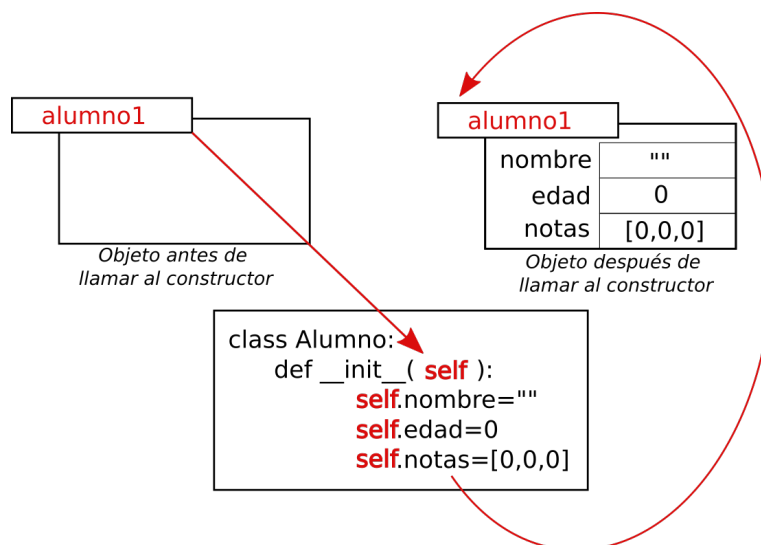 alumno1
Objeto antes de
llamar al constructor
alumno1
nombre ""
edad 0
notas [0,0,0]
Objeto después de
llamar al constructor
class Alumno:
def __init__( self ):
self.nombre=""
self.edad=0
self.notas=[0,0,0]